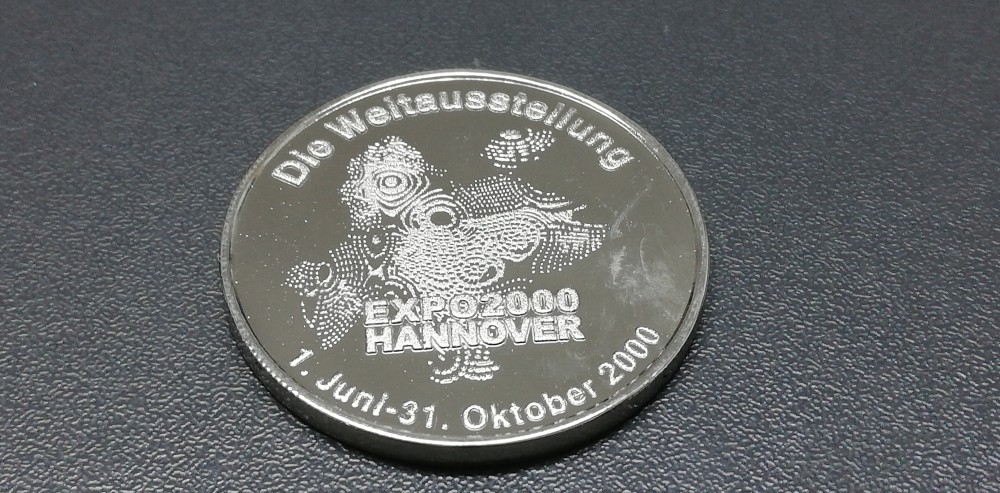 Die Weltausstellung
EXPO2000
HANNOVER
1. Juni-31. Oktober 2000